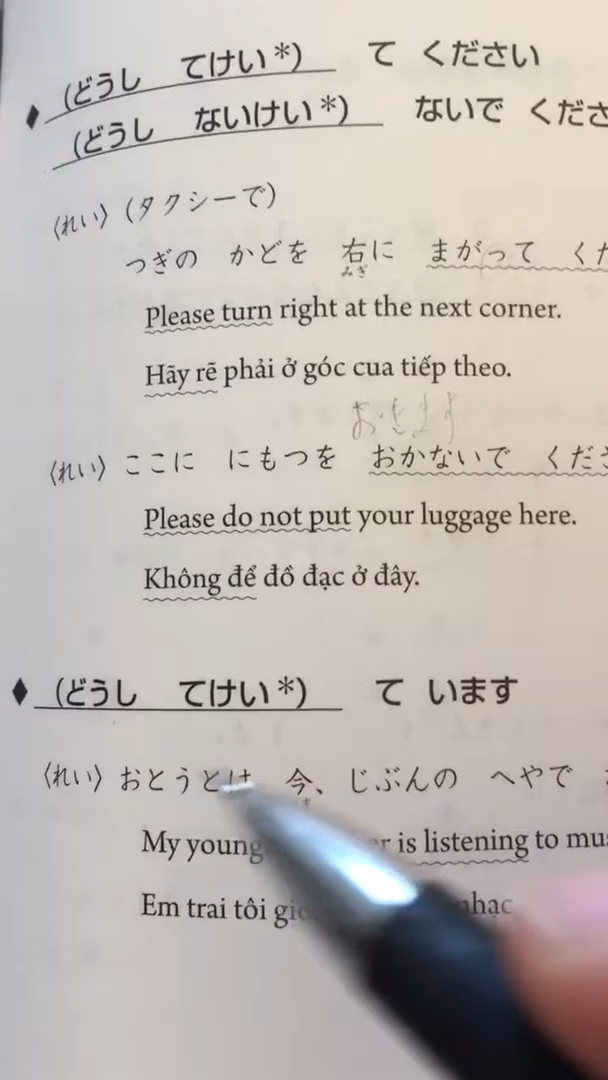 ◆ (どうし てけい*) て ください
(どうし ないけい*) ないで くださ
〈れい〉 (タクシーで)
つぎの かどを 右に まがって くだ
みぎ
Please turn right at the next corner.
Hãy rẽ phải ở góc cua tiếp theo.
おきます
〈れい〉 ここに にもつを おかないで くださ
Please do not put your luggage here.
Không để đồ đạc ở đây.
◆ (どうし てけい*) て います
〈れい〉 おとうとは 今、じぶんの へやで
My is listening to
Em trai tôi nhạc